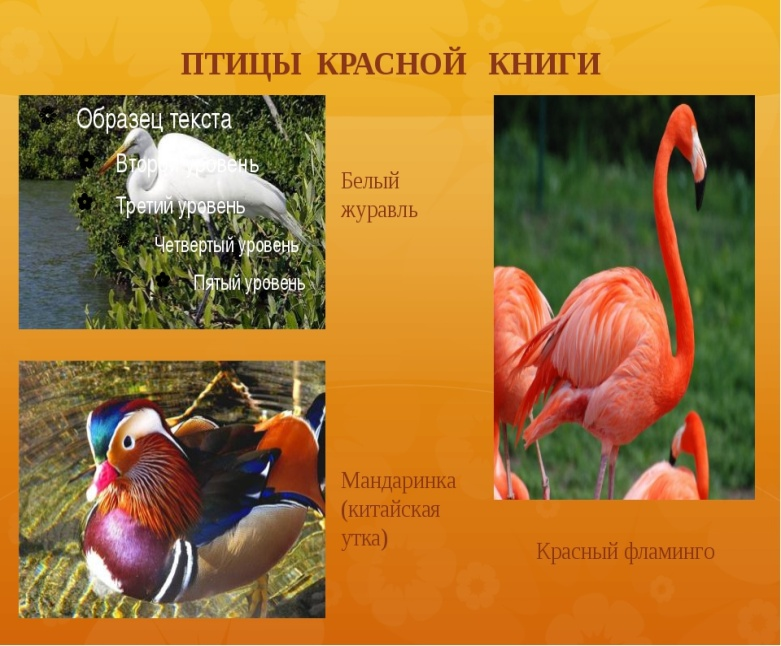 ПТИЦЫ КРАСНОЙ КНИГИ
Образец текста
Второй уровень
Третий уровень
Четвертый уровень
Пятый уровень
Белый
журавль
Мандаринка
(китайская
утка)
Красный фламинго